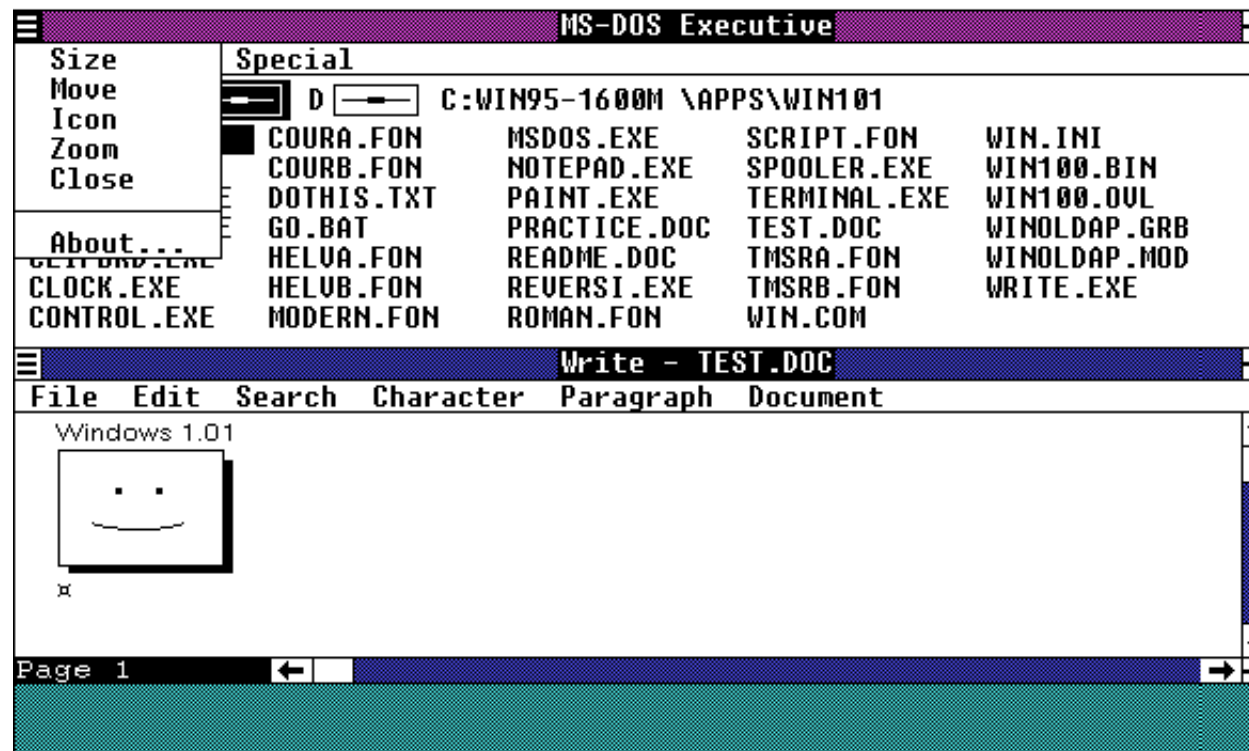 MS-DOS Executive
Size
Special
Move
D C:WIN95-1600M \APPS\WIN101
Icon
COURA.FON MSDOS.EXE SCRIPT.FON WIN.INI
Zoom
COURB.FON NOTEPAD.EXE SPOOLER.EXE WIN100.BIN
Close
DOTHIS.TXT PAINT.EXE TERMINAL.EXE WIN100.OVL
GO.BAT PRACTICE.DOC TEST.DOC WINOLDAP.GRB
About...
HELVA.FON README.DOC TMSRA.FON WINOLDAP.MOD
CLOCK.EXE HELVB.FON REVERSI.EXE TMSRB.FON WRITE.EXE
CONTROL.EXE MODERN.FON ROMAN.FON WIN.COM
Write - TEST.DOC
File Edit Search Character Paragraph Document
Windows 1.01
¤
Page 1